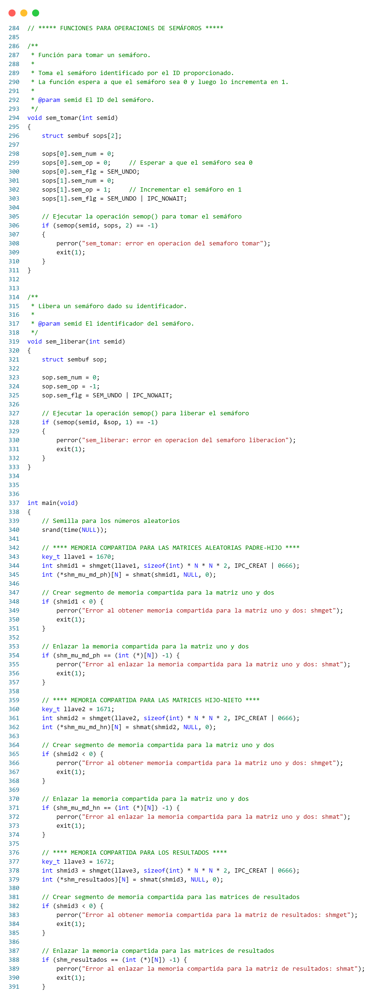 284 // ***** FUNCIONES PARA OPERACIONES DE SEMÁFOROS *****
285
286 /**
287  * Función para tomar un semáforo.
288  *
289  * Toma el semáforo identificado por el ID proporcionado.
290  * La función espera a que el semáforo sea 0 y luego lo incrementa en 1.
291  *
292  * @param semid El ID del semáforo.
293  */
294 void sem_tomar(int semid)
295 {
296     struct sembuf sops[2];
297
298     sops[0].sem_num = 0;
299     sops[0].sem_op = 0;     // Esperar a que el semáforo sea 0
300     sops[0].sem_flg = SEM_UNDO;
301     sops[1].sem_num = 0;
302     sops[1].sem_op = 1;     // Incrementar el semáforo en 1
303     sops[1].sem_flg = SEM_UNDO | IPC_NOWAIT;
304
305     // Ejecutar la operación semop() para tomar el semáforo
306     if (semop(semid, sops, 2) == -1)
307     {
308         perror("sem_tomar: error en operacion del semaforo tomar");
309         exit(1);
310     }
311 }
312
313
314 /**
315  * Libera un semáforo dado su identificador.
316  *
317  * @param semid El identificador del semáforo.
318  */
319 void sem_liberar(int semid)
320 {
321     struct sembuf sop;
322
323     sop.sem_num = 0;
324     sop.sem_op = -1;
325     sop.sem_flg = SEM_UNDO | IPC_NOWAIT;
326
327     // Ejecutar la operación semop() para liberar el semáforo
328     if (semop(semid, &sop, 1) == -1)
329     {
330         perror("sem_liberar: error en operacion del semaforo liberacion");
331         exit(1);
332     }
333 }
334
335
336
337 int main(void)
338 {
339     // Semilla para los números aleatorios
340     srand(time(NULL));
341
342     // **** MEMORIA COMPARTIDA PARA LAS MATRICES ALEATORIAS PADRE-HIJO ****
343     key_t llave1 = 1670;
344     int shmid1 = shmget(llave1, sizeof(int) * N * N * 2, IPC_CREAT | 0666);
345     int (*shm_mu_md_ph)[N] = shmat(shmid1, NULL, 0);
346
347     // Crear segmento de memoria compartida para la matriz uno y dos
348     if (shmid1 < 0) {
349         perror("Error al obtener memoria compartida para la matriz uno y dos: shmget");
350         exit(1);
351     }
352
353     // Enlazar la memoria compartida para la matriz uno y dos
354     if (shm_mu_md_ph == (int (*)[N]) -1) {
355         perror("Error al enlazar la memoria compartida para la matriz uno y dos: shmat");
356         exit(1);
357     }
358
359     // **** MEMORIA COMPARTIDA PARA LAS MATRICES HIJO-NIETO ****
360     key_t llave2 = 1671;
361     int shmid2 = shmget(llave2, sizeof(int) * N * N * 2, IPC_CREAT | 0666);
362     int (*shm_mu_md_hn)[N] = shmat(shmid2, NULL, 0);
363
364     // Crear segmento de memoria compartida para la matriz uno y dos
365     if (shmid2 < 0) {
366         perror("Error al obtener memoria compartida para la matriz uno y dos: shmget");
367         exit(1);
368     }
369
370     // Enlazar la memoria compartida para la matriz uno y dos
371     if (shm_mu_md_hn == (int (*)[N]) -1) {
372         perror("Error al enlazar la memoria compartida para la matriz uno y dos: shmat");
373         exit(1);
374     }
375
376     // **** MEMORIA COMPARTIDA PARA LOS RESULTADOS ****
377     key_t llave3 = 1672;
378     int shmid3 = shmget(llave3, sizeof(int) * N * N * 2, IPC_CREAT | 0666);
379     int (*shm_resultados)[N] = shmat(shmid3, NULL, 0);
380
381     // Crear segmento de memoria compartida para las matrices de resultados
382     if (shmid3 < 0) {
383         perror("Error al obtener memoria compartida para la matriz de resultados: shmget");
384         exit(1);
385     }
386
387     // Enlazar la memoria compartida para las matrices de resultados
388     if (shm_resultados == (int (*)[N]) -1) {
389         perror("Error al enlazar la memoria compartida para la matriz de resultados: shmat");
390         exit(1);
391     }